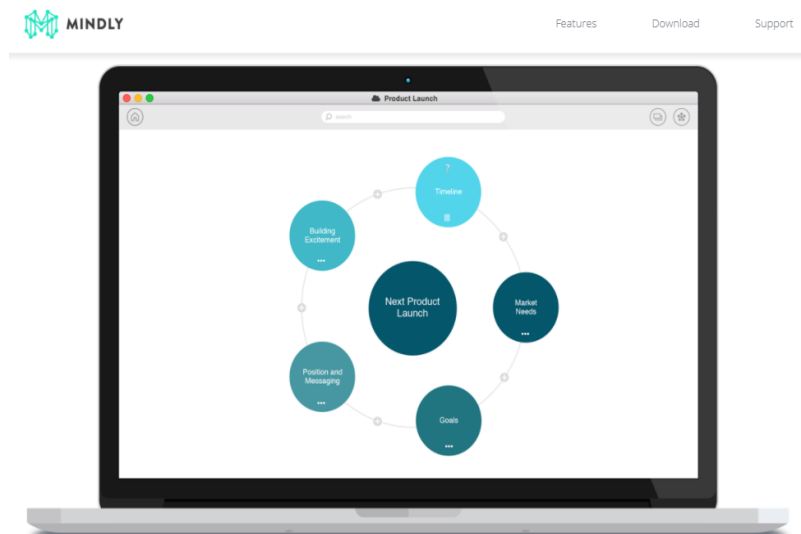 MINDLY
Features
Download
Support
Product Launch
search
?
Timeline
Building
Excitement
Next Product
Launch
Market
Needs
Position and
Messaging
Goals